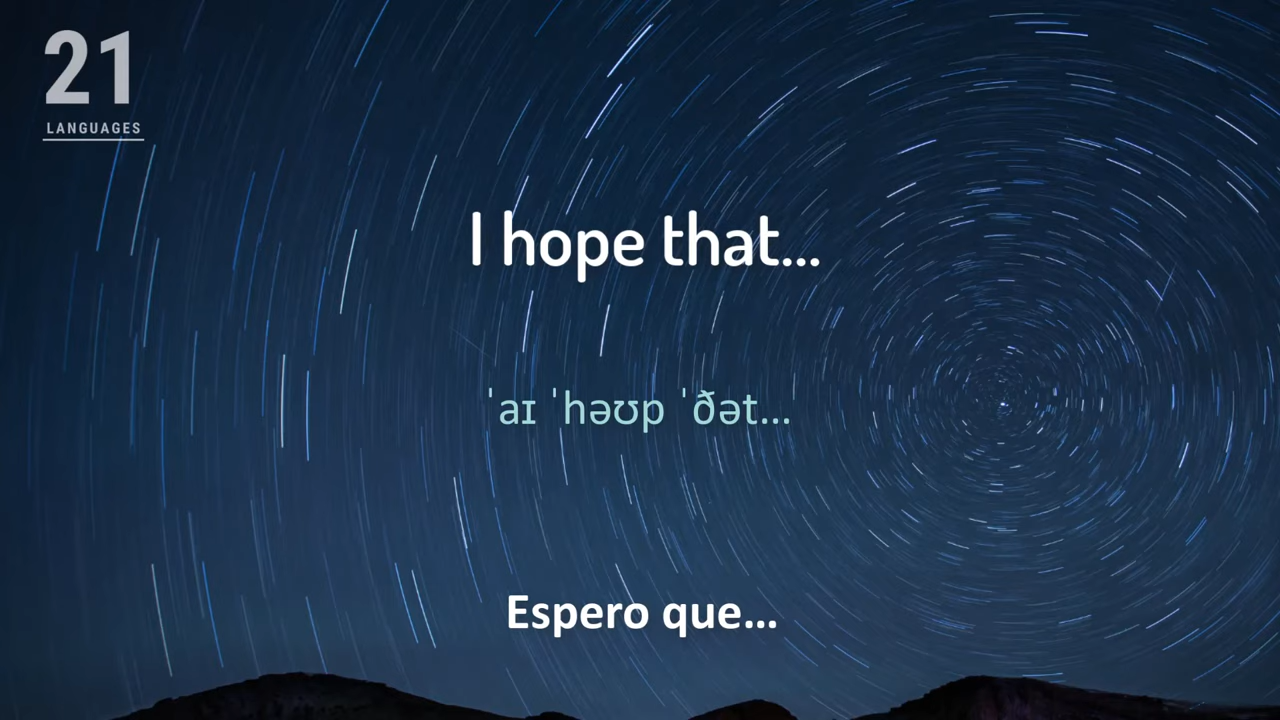 21
LANGUAGES
I hope that...
ˈaɪ ˈhəʊp ˈðət...
Espero que...